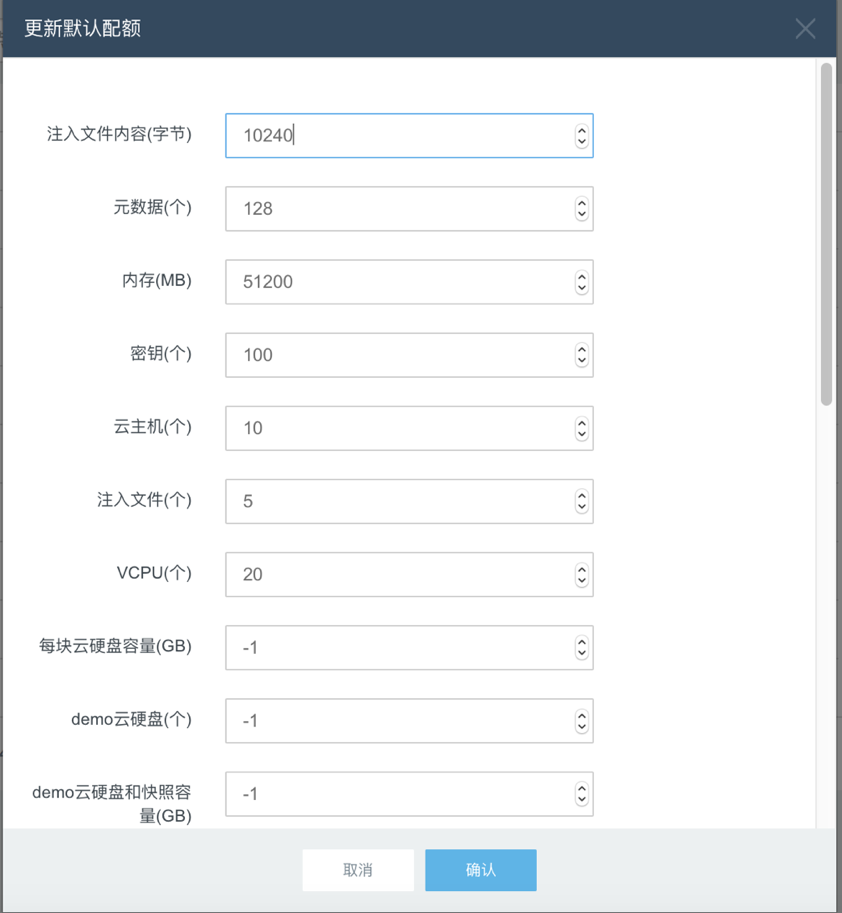 更新默认配额
注入文件内容(字节)
10240
元数据(个)
128
内存(MB)
51200
密钥(个)
100
云主机(个)
10
注入文件(个)
5
VCPU(个)
20
每块云硬盘容量(GB)
-1
demo云硬盘(个)
-1
demo云硬盘和快照容
量(GB)
-1
取消
确认